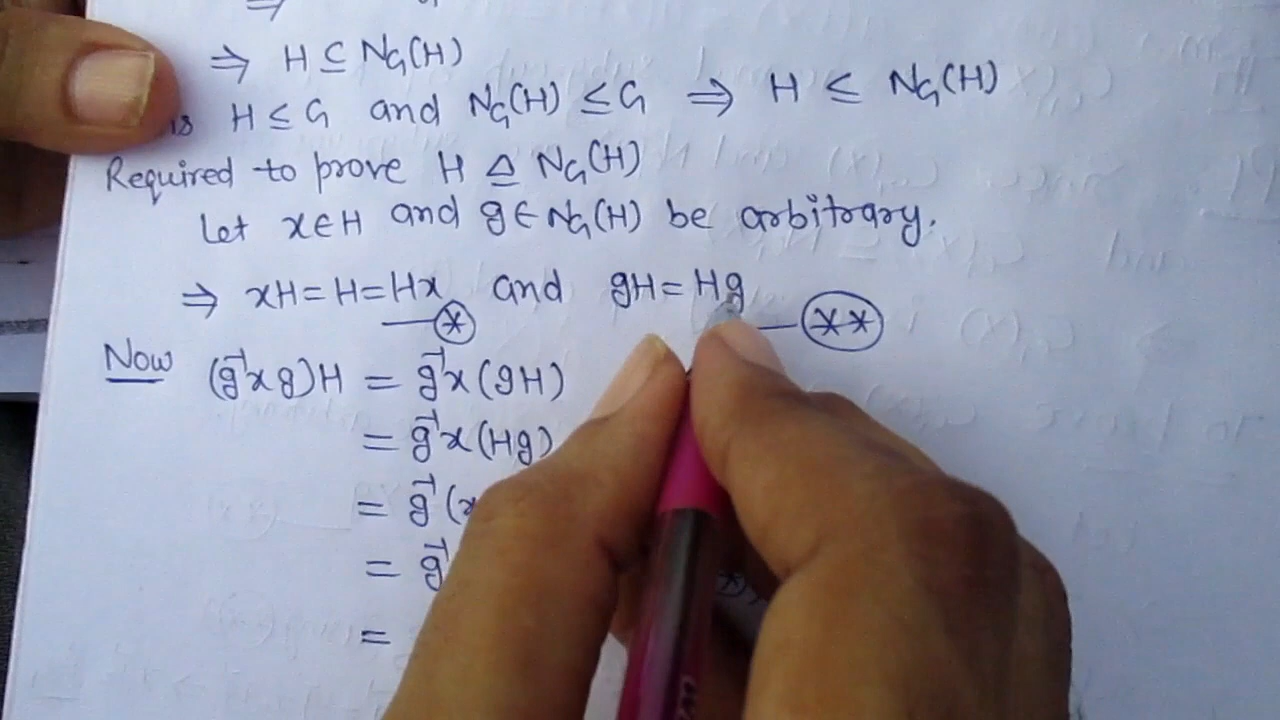 ⇒
⇒ H ⊆ N_G(H)
is H ≤ G and N_G(H) ≤ G ⇒ H ≤ N_G(H)
Required to prove H ⊴ N_G(H)
Let x∈H and g∈N_G(H) be arbitrary.
⇒ xH = H = Hx —(*) and gH = Hg —(**)
Now (g⁻¹xg)H = g⁻¹x(gH)
= g⁻¹x(Hg)
= g⁻¹(x
= g⁻¹
=